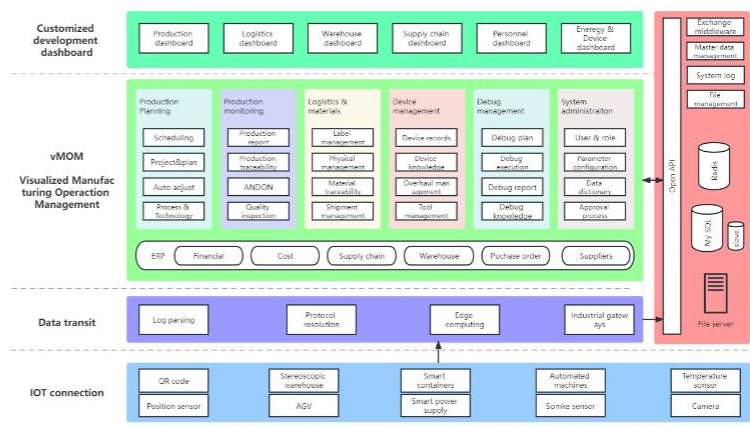 Customized
development
dashboard
Production
dashboard
Logistics
dashboard
Warehouse
dashboard
Supply chain
dashboard
Personnel
dashboard
Eneregy &
Device
dashboard
Exchange
middleware
Master data
management
System log
File
management
Redis
My SQL
slave
File server
Open API
vMOM
Visualized Manufac
turing Operaction
Management
Production
Planning
Scheduling
Project&plan
Auto adjust
Process &
Technology
Production
monitoring
Production
report
Production
traceability
ANDON
Quality
inspection
Logistics &
materials
Label
management
Physical
management
Material
traceability
Shipment
management
Device
management
Device records
Device
knowledge
Overhaul man
agement
Tool
management
Debug
management
Debug plan
Debug
execution
Debug report
Debug
knowledge
System
administraiton
User & role
Parameter
configuration
Data
dictionary
Approval
process
ERP
Financial
Cost
Supply chain
Warehouse
Puchase order
Suppliers
Data transit
Log parsing
Protocol
resolution
Edge
computing
Industrial gatew
ays
IOT connection
QR code
Stereoscopic
warehouse
Smart
containers
Automated
machines
Temperature
sonsor
Position sensor
AGV
Smart power
supply
Somke sensor
Camera